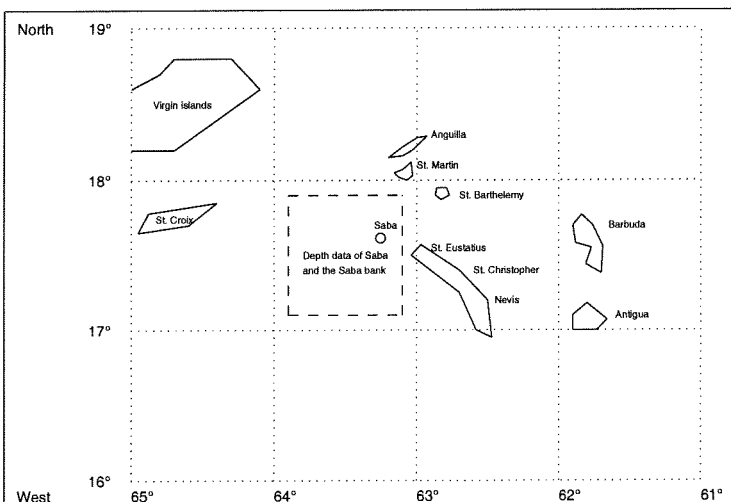 North
19°
Virgin islands
Anguilla
St. Martin
18°
St. Barthelemy
St. Croix
Saba
Barbuda
Depth data of Saba
and the Saba bank
St. Eustatius
St. Christopher
Nevis
Antigua
17°
16°
West
65°
64°
63°
62°
61°